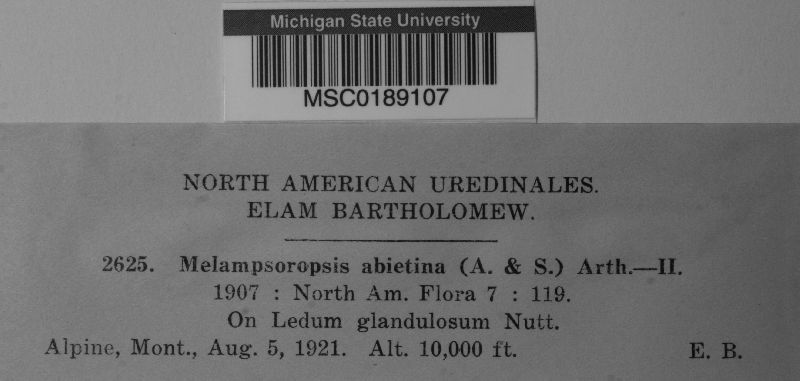 Michigan State University
MSC0189107
NORTH AMERICAN UREDINALES.
ELAM BARTHOLOMEW.
2625. Melampsoropsis abietina (A. & S.) Arth.—II.
1907 : North Am. Flora 7 : 119.
On Ledum glandulosum Nutt.
Alpine, Mont., Aug. 5, 1921. Alt. 10,000 ft. E. B.